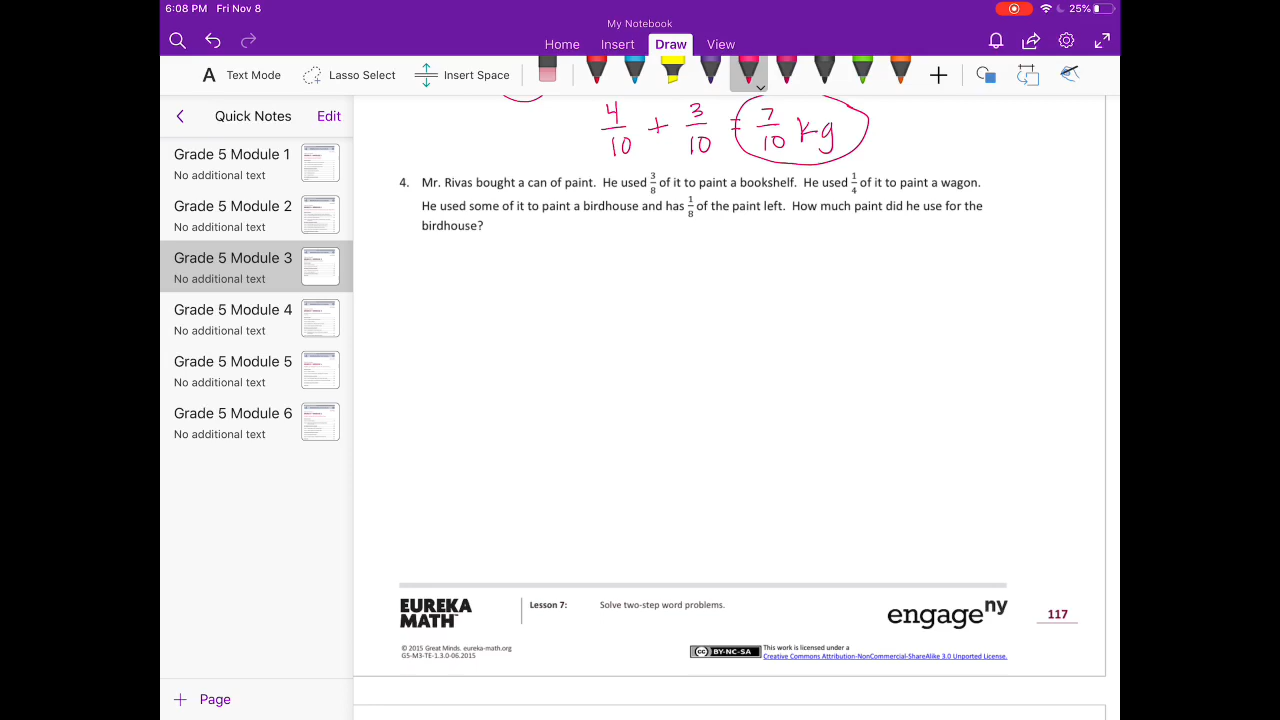 6:08 PM Fri Nov 8
25%
My Notebook
Home Insert Draw View
A Text Mode Lasso Select Insert Space
Quick Notes Edit
Grade 5 Module 1
No additional text
Grade 5 Module 2
No additional text
Grade 5 Module 3
No additional text
Grade 5 Module 4
No additional text
Grade 5 Module 5
No additional text
Grade 5 Module 6
No additional text
+ Page
4/10 + 3/10 = 7/10 kg
4. Mr. Rivas bought a can of paint. He used 3/8 of it to paint a bookshelf. He used 1/4 of it to paint a wagon.
He used some of it to paint a birdhouse and has 1/8 of the paint left. How much paint did he use for the
birdhouse?
EUREKA
MATH™
Lesson 7: Solve two-step word problems.
engageny
117
© 2015 Great Minds. eureka-math.org
G5-M3-TE-1.3.0-06.2015
CC BY-NC-SA
This work is licensed under a
Creative Commons Attribution-NonCommercial-ShareAlike 3.0 Unported License.